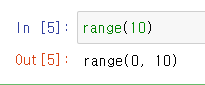 In [5]: range(10)
Out[5]: range(0, 10)